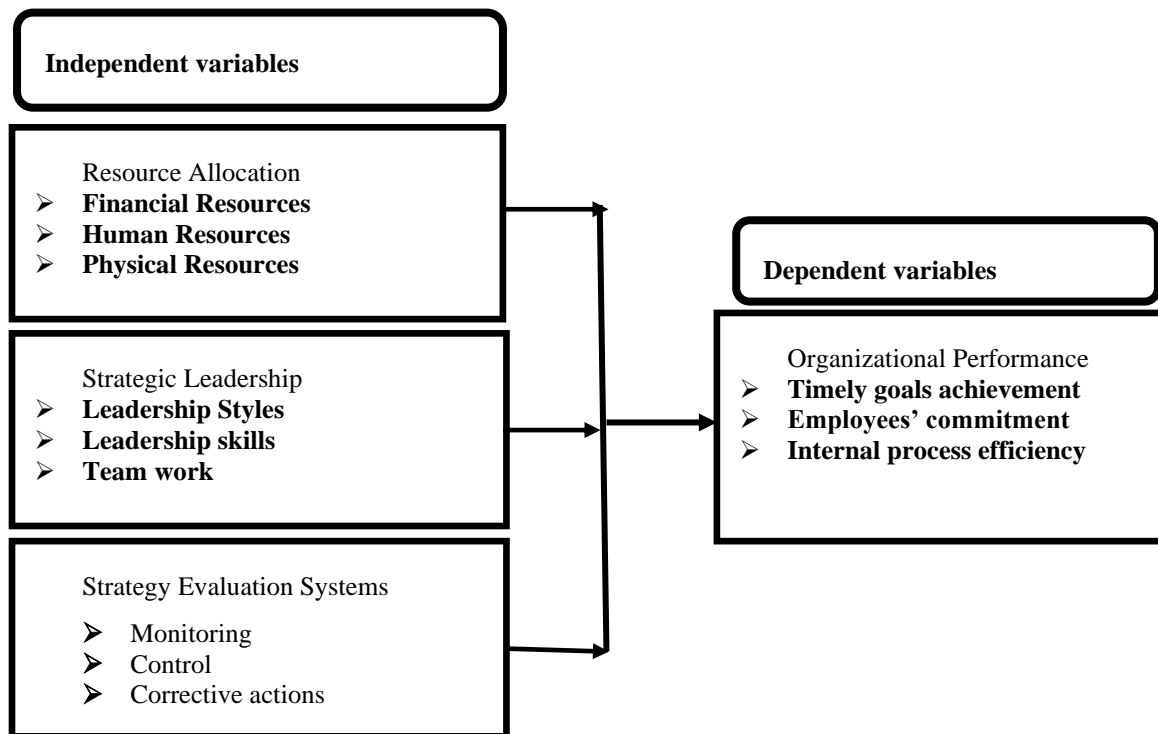 Independent variables
Resource Allocation
➢ Financial Resources
➢ Human Resources
➢ Physical Resources
Strategic Leadership
➢ Leadership Styles
➢ Leadership skills
➢ Team work
Strategy Evaluation Systems
➢ Monitoring
➢ Control
➢ Corrective actions
Dependent variables
Organizational Performance
➢ Timely goals achievement
➢ Employees’ commitment
➢ Internal process efficiency